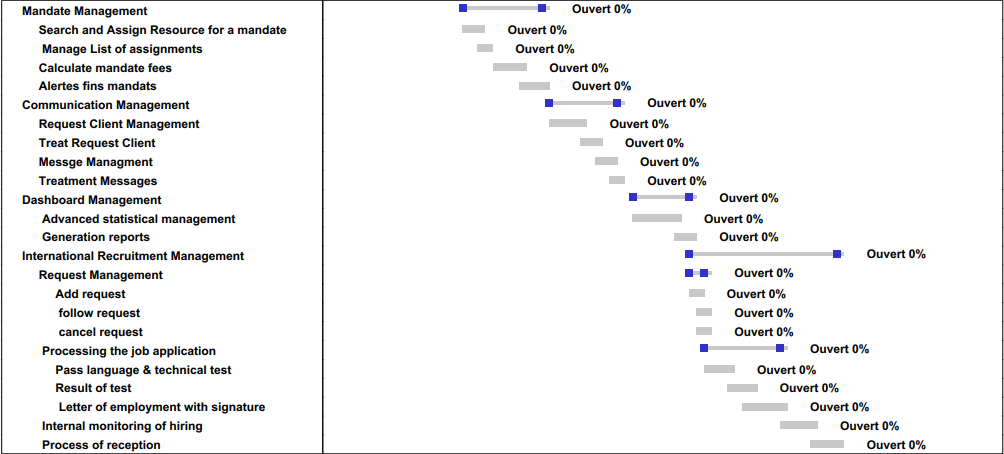 Mandate Management Ouvert 0%
Search and Assign Resource for a mandate Ouvert 0%
Manage List of assignments Ouvert 0%
Calculate mandate fees Ouvert 0%
Alertes fins mandats Ouvert 0%
Communication Management Ouvert 0%
Request Client Management Ouvert 0%
Treat Request Client Ouvert 0%
Messge Managment Ouvert 0%
Treatment Messages Ouvert 0%
Dashboard Management Ouvert 0%
Advanced statistical management Ouvert 0%
Generation reports Ouvert 0%
International Recruitment Management Ouvert 0%
Request Management Ouvert 0%
Add request Ouvert 0%
follow request Ouvert 0%
cancel request Ouvert 0%
Processing the job application Ouvert 0%
Pass language & technical test Ouvert 0%
Result of test Ouvert 0%
Letter of employment with signature Ouvert 0%
Internal monitoring of hiring Ouvert 0%
Process of reception Ouvert 0%